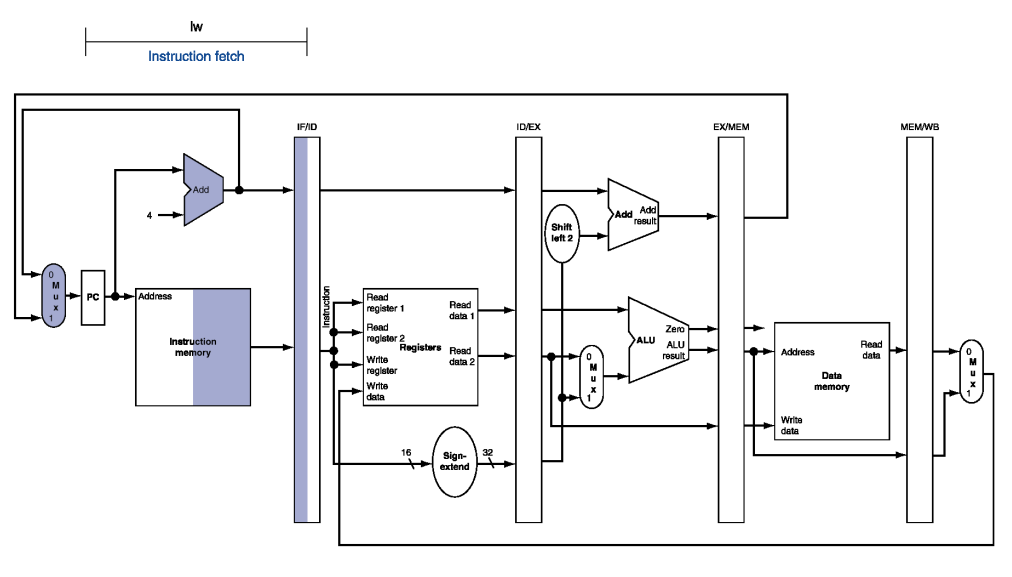 lw
Instruction fetch
IF/ID
ID/EX
EX/MEM
MEM/WB
Add
4
Shift
left 2
Add
Add
result
0
M
u
x
1
PC
Address
Instruction
memory
Instruction
Read
register 1
Read
register 2
Registers
Write
register
Write
data
Read
data 1
Read
data 2
0
M
u
x
1
Zero
ALU
ALU
result
Address
Read
data
Data
memory
Write
data
0
M
u
x
1
16
Sign-
extend
32